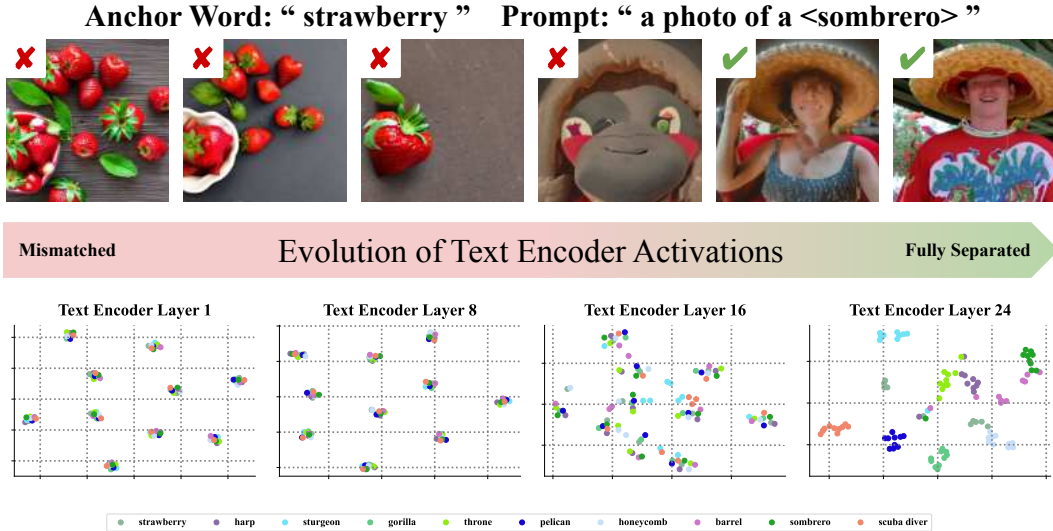 Anchor Word: “ strawberry ” Prompt: “ a photo of a <sombrero> ”
Mismatched Evolution of Text Encoder Activations Fully Separated
Text Encoder Layer 1 Text Encoder Layer 8 Text Encoder Layer 16 Text Encoder Layer 24
strawberry harp sturgeon gorilla throne pelican honeycomb barrel sombrero scuba diver